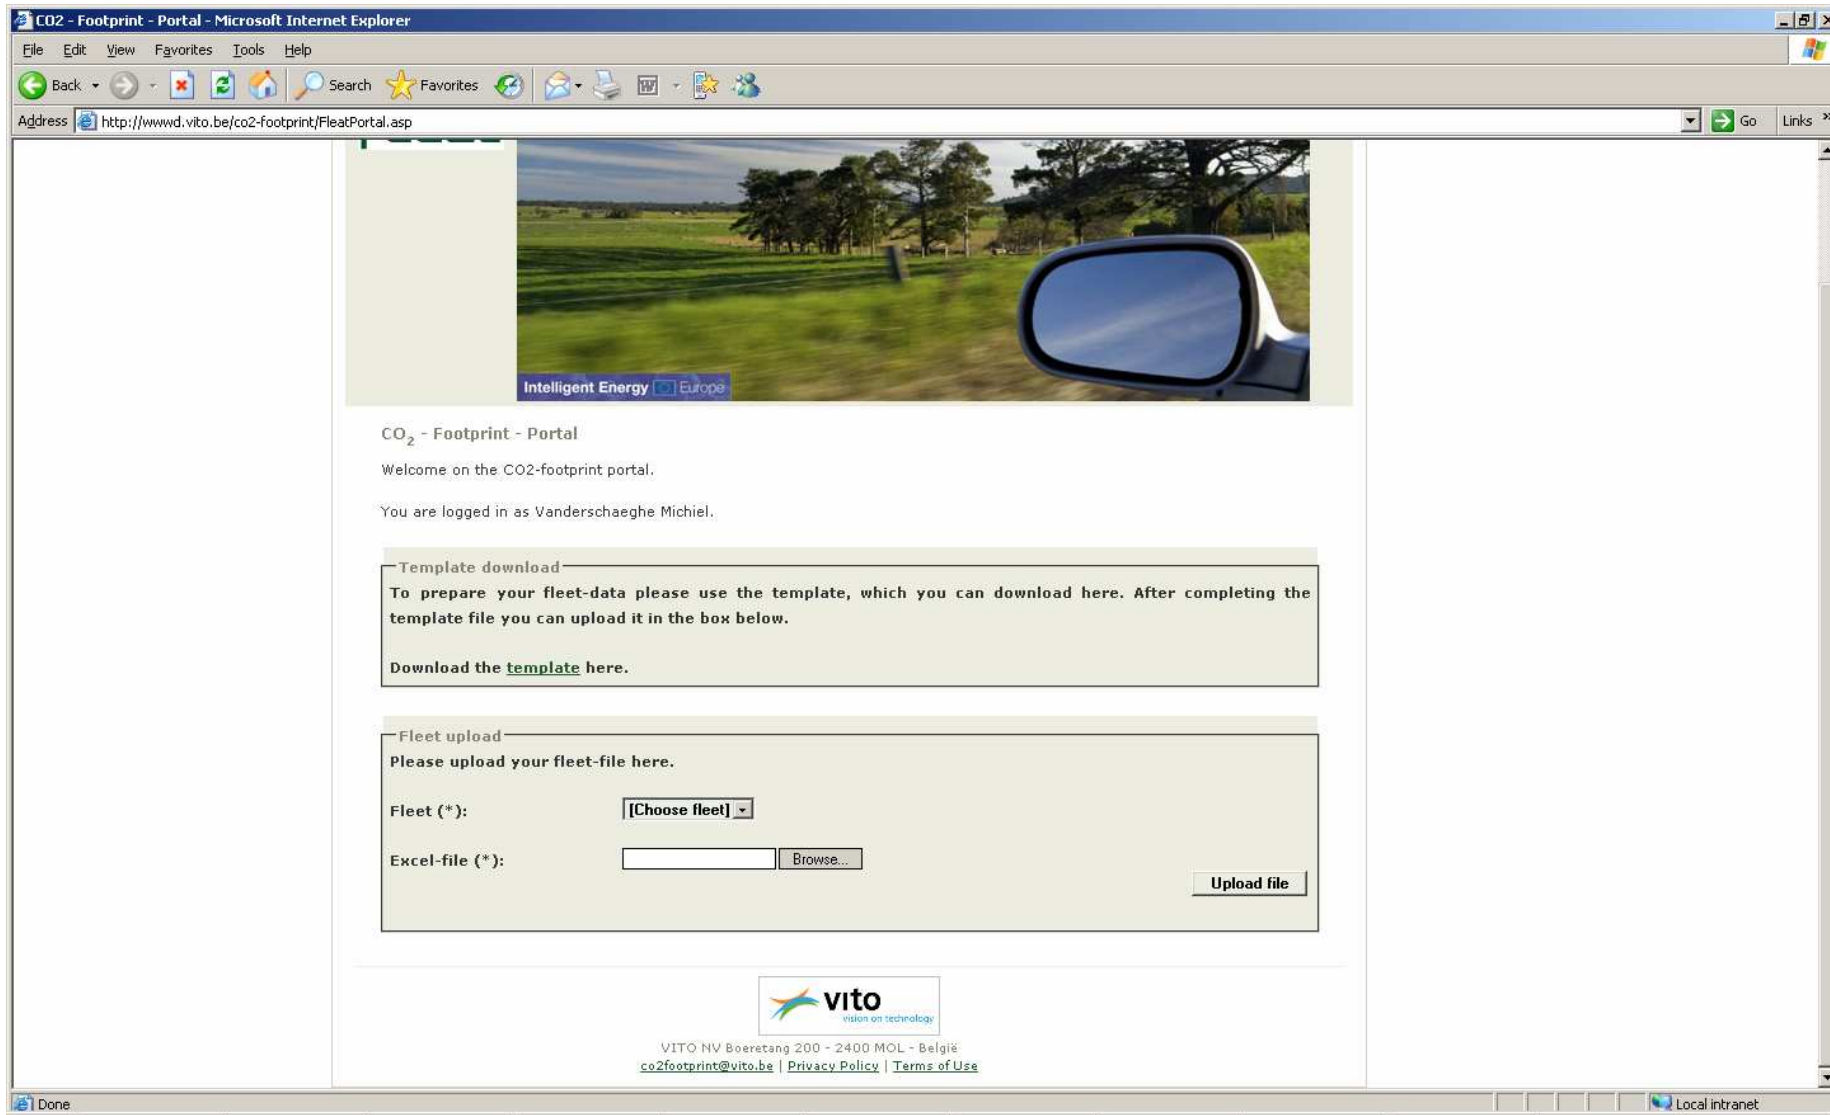 CO2 - Footprint - Portal - Microsoft Internet Explorer
File Edit View Favorites Tools Help
Back Search Favorites
Address http://wwwd.vito.be/co2-footprint/FleatPortal.asp Go Links »
Intelligent Energy Europe
CO2 - Footprint - Portal
Welcome on the CO2-footprint portal.
You are logged in as Vanderschaeghe Michiel.
Template download
To prepare your fleet-data please use the template, which you can download here. After completing the
template file you can upload it in the box below.
Download the template here.
Fleet upload
Please upload your fleet-file here.
Fleet (*): [Choose fleet]
Excel-file (*): Browse...
Upload file
vito
vision on technology
VITO NV Boeretang 200 - 2400 MOL - België
co2footprint@vito.be | Privacy Policy | Terms of Use
Done Local intranet